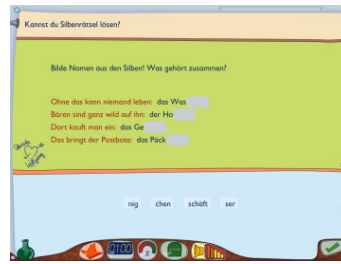 Kannst du Silbenrätsel lösen?
Bilde Nomen aus den Silben! Was gehört zusammen?
Ohne das kann niemand leben: das Was
Bären sind ganz wild auf ihn: der Ho
Dort kauft man ein: das Ge
Das bringt der Postbote: das Päck
nig chen schäft ser